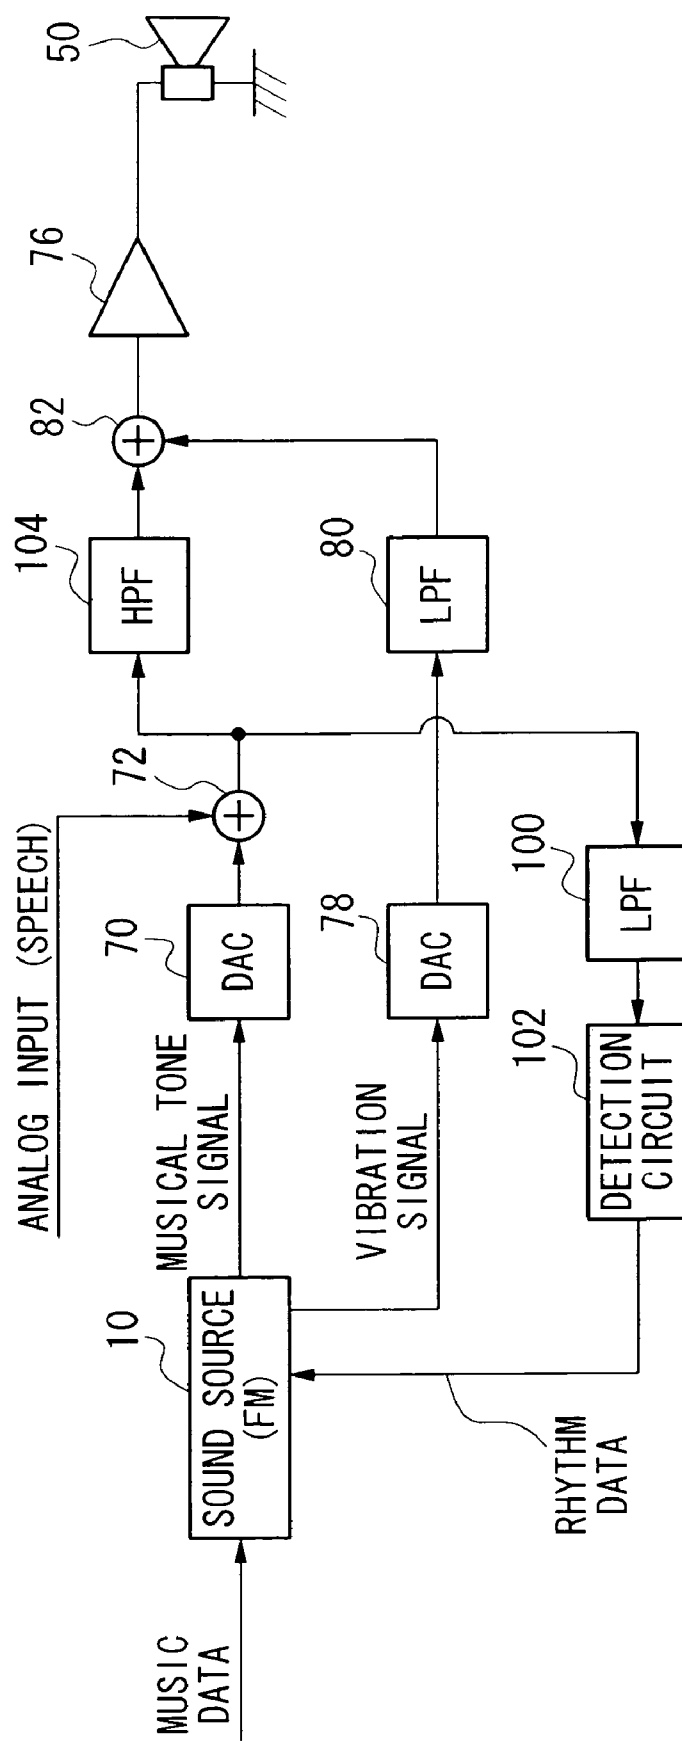 MUSIC
DATA
10
SOUND SOURCE
(FM)
ANALOG INPUT (SPEECH)
MUSICAL TONE
SIGNAL
70
DAC
72
+
104
HPF
82
+
76
50
VIBRATION
SIGNAL
78
DAC
80
LPF
RHYTHM
DATA
102
DETECTION
CIRCUIT
100
LPF